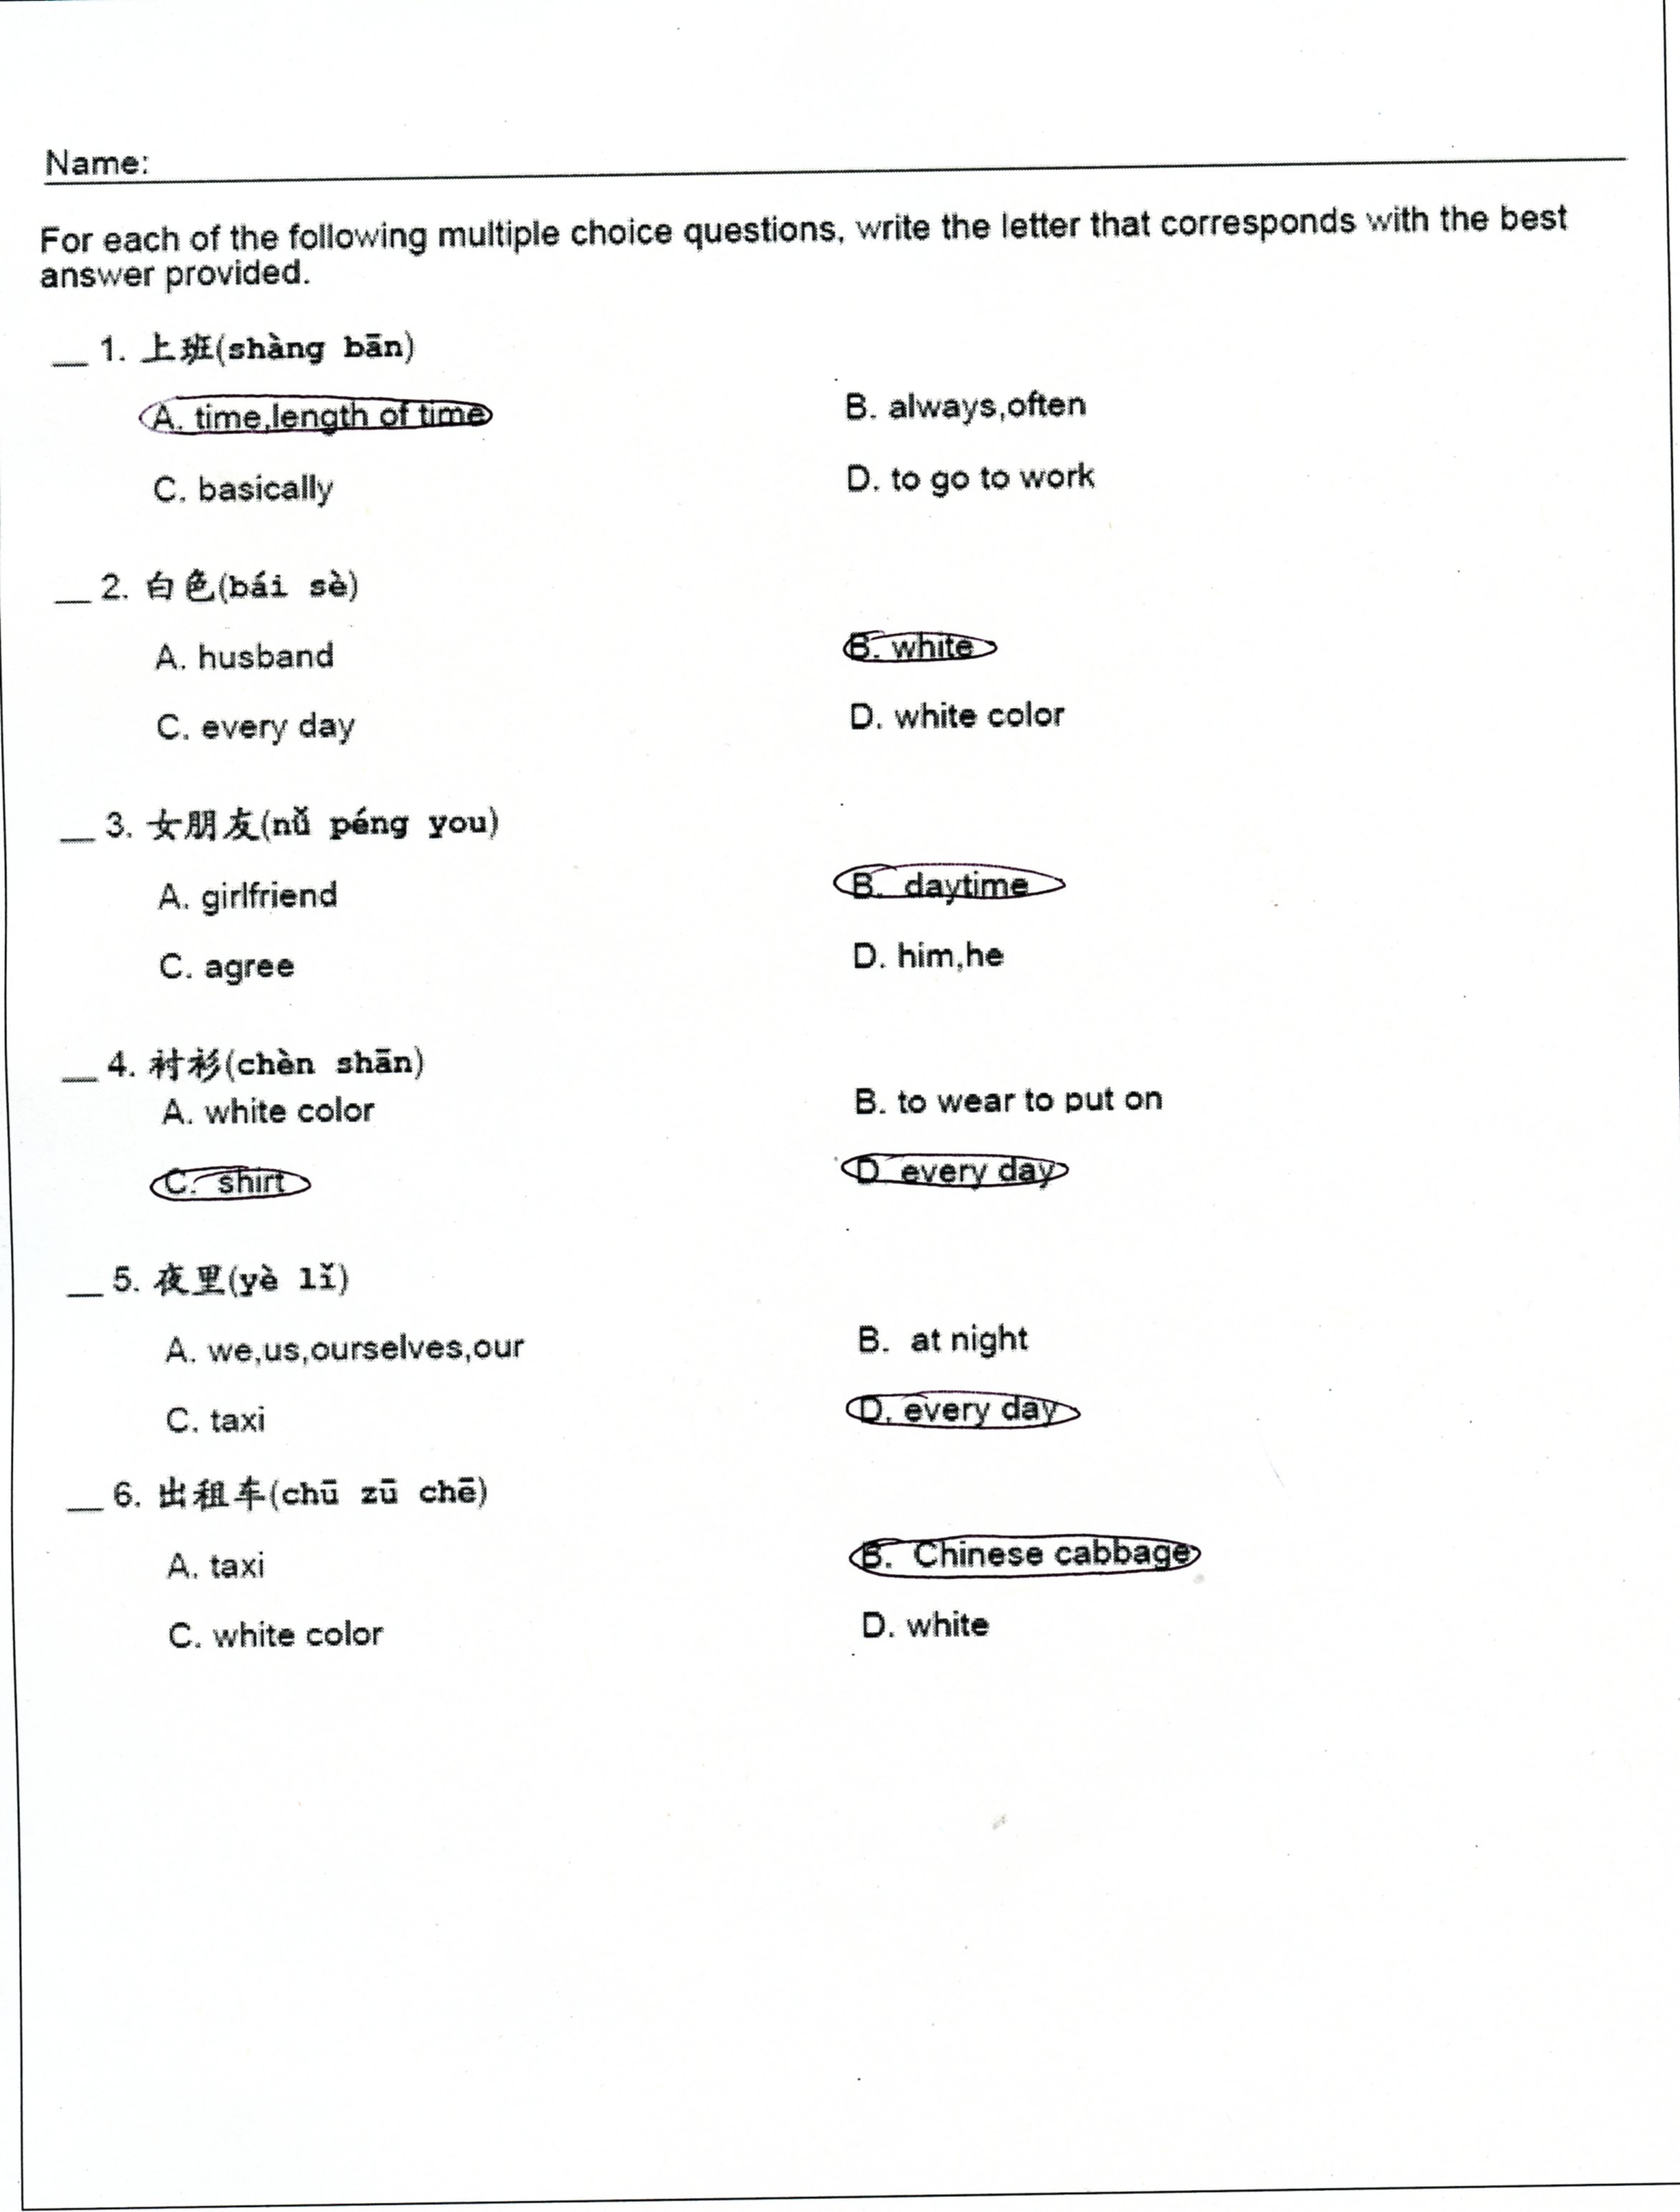 Name:
For each of the following multiple choice questions, write the letter that corresponds with the best
answer provided.
__ 1. 上班(shàng bān)
A. time,length of time B. always,often
C. basically D. to go to work
__ 2. 白色(bái sè)
A. husband B. white
C. every day D. white color
__ 3. 女朋友(nǚ péng you)
A. girlfriend B. daytime
C. agree D. him,he
__ 4. 衬衫(chèn shān)
A. white color B. to wear to put on
C. shirt D. every day
__ 5. 夜里(yè lǐ)
A. we,us,ourselves,our B. at night
C. taxi D. every day
__ 6. 出租车(chū zū chē)
A. taxi B. Chinese cabbage
C. white color D. white